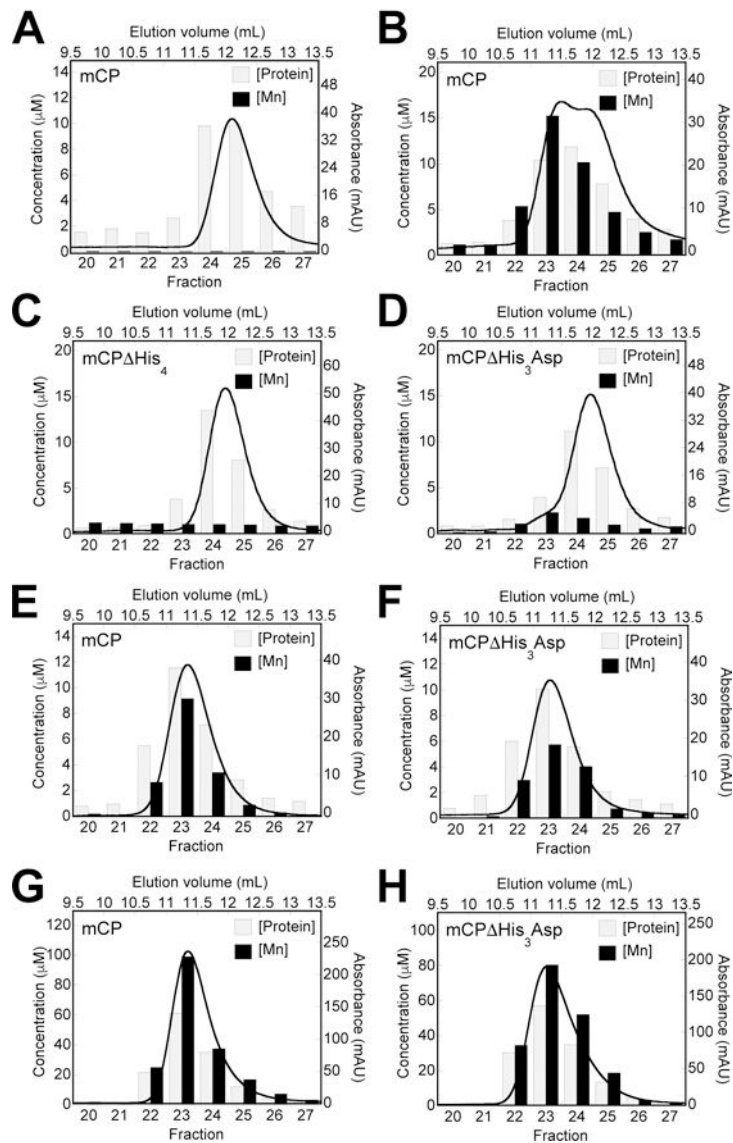 A
Elution volume (mL)
9.5 10 10.5 11 11.5 12 12.5 13 13.5
mCP
[Protein]
[Mn]
Concentration (μM)
14
12
10
8
6
4
2
0
48
36
24
12
0
Absorbance (mAU)
20 21 22 23 24 25 26 27
Fraction
B
Elution volume (mL)
9.5 10 10.5 11 11.5 12 12.5 13 13.5
mCP
[Protein]
[Mn]
Concentration (μM)
20
15
10
5
0
40
30
20
10
0
Absorbance (mAU)
20 21 22 23 24 25 26 27
Fraction
C
Elution volume (mL)
9.5 10 10.5 11 11.5 12 12.5 13 13.5
mCPΔHis4
[Protein]
[Mn]
Concentration (μM)
20
15
10
5
0
60
50
40
30
20
10
0
Absorbance (mAU)
20 21 22 23 24 25 26 27
Fraction
D
Elution volume (mL)
9.5 10 10.5 11 11.5 12 12.5 13 13.5
mCPΔHis3Asp
[Protein]
[Mn]
Concentration (μM)
20
15
10
5
0
48
36
24
12
0
Absorbance (mAU)
20 21 22 23 24 25 26 27
Fraction
E
Elution volume (mL)
9.5 10 10.5 11 11.5 12 12.5 13 13.5
mCP
[Protein]
[Mn]
Concentration (μM)
14
12
10
8
6
4
2
0
40
30
20
10
0
Absorbance (mAU)
20 21 22 23 24 25 26 27
Fraction
F
Elution volume (mL)
9.5 10 10.5 11 11.5 12 12.5 13 13.5
mCPΔHis3Asp
[Protein]
[Mn]
Concentration (μM)
14
12
10
8
6
4
2
0
40
30
20
10
0
Absorbance (mAU)
20 21 22 23 24 25 26 27
Fraction
G
Elution volume (mL)
9.5 10 10.5 11 11.5 12 12.5 13 13.5
mCP
[Protein]
[Mn]
Concentration (μM)
120
100
80
60
40
20
0
250
200
150
100
50
0
Absorbance (mAU)
20 21 22 23 24 25 26 27
Fraction
H
Elution volume (mL)
9.5 10 10.5 11 11.5 12 12.5 13 13.5
mCPΔHis3Asp
[Protein]
[Mn]
Concentration (μM)
100
80
60
40
20
0
250
200
150
100
50
0
Absorbance (mAU)
20 21 22 23 24 25 26 27
Fraction